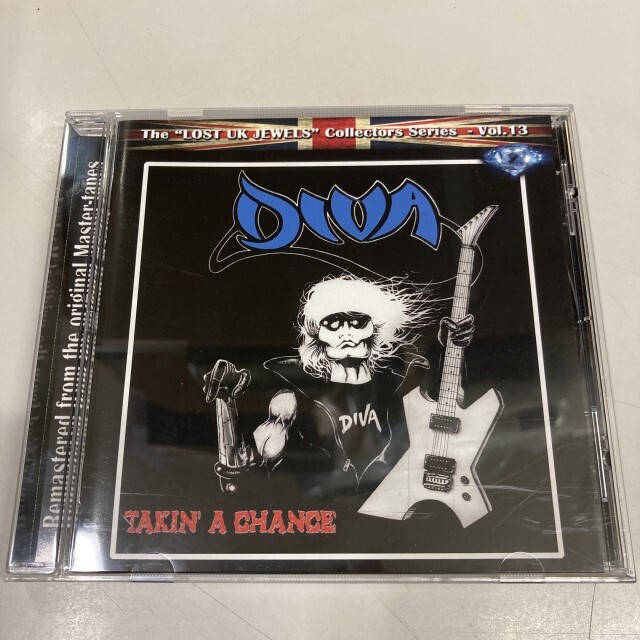 The "LOST UK JEWELS" Collectors Series - Vol.13
DIVA
DIVA
TAKIN' A CHANCE
Remastered from the original Master-tapes